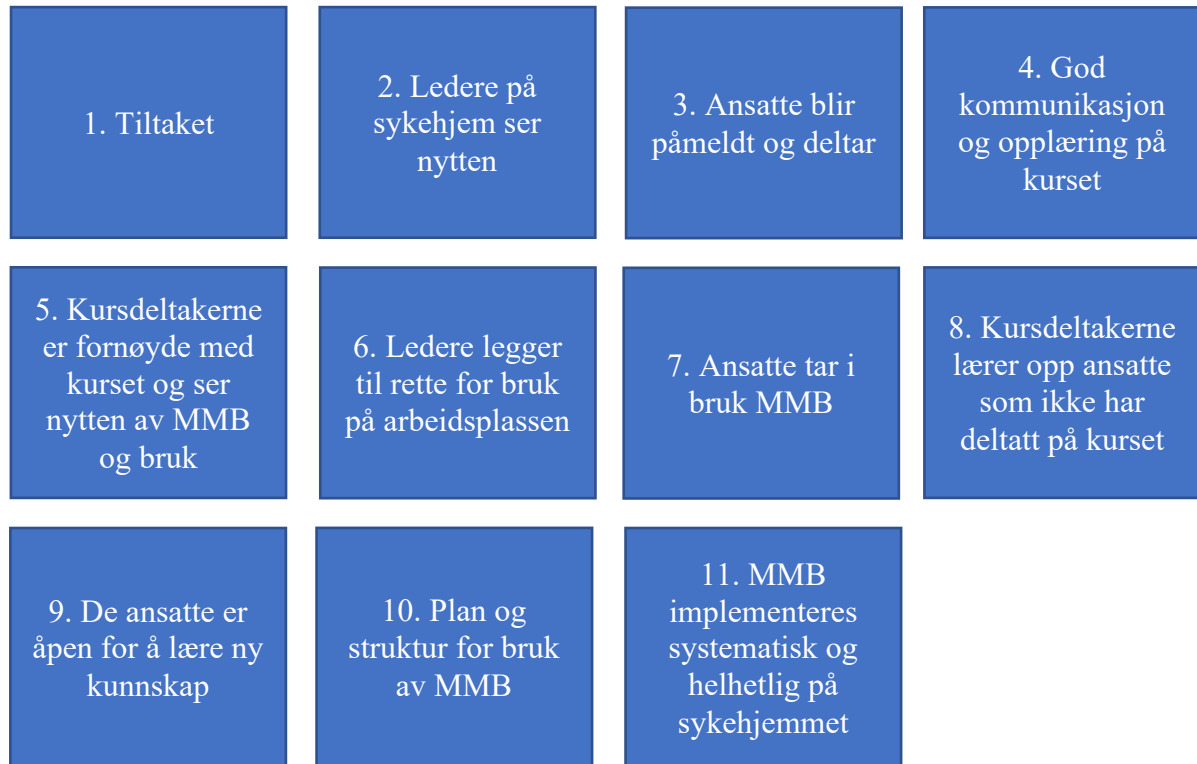 1. Tiltaket
2. Ledere på
sykehjem ser
nytten
3. Ansatte blir
påmeldt og deltar
4. God
kommunikasjon
og opplæring på
kurset
5. Kursdeltakerne
er fornøyde med
kurset og ser
nytten av MMB
og bruk
6. Ledere legger
til rette for bruk
på arbeidsplassen
7. Ansatte tar i
bruk MMB
8. Kursdeltakerne
lærer opp ansatte
som ikke har
deltatt på kurset
9. De ansatte er
åpen for å lære ny
kunnskap
10. Plan og
struktur for bruk
av MMB
11. MMB
implementeres
systematisk og
helhetlig på
sykehjemmet